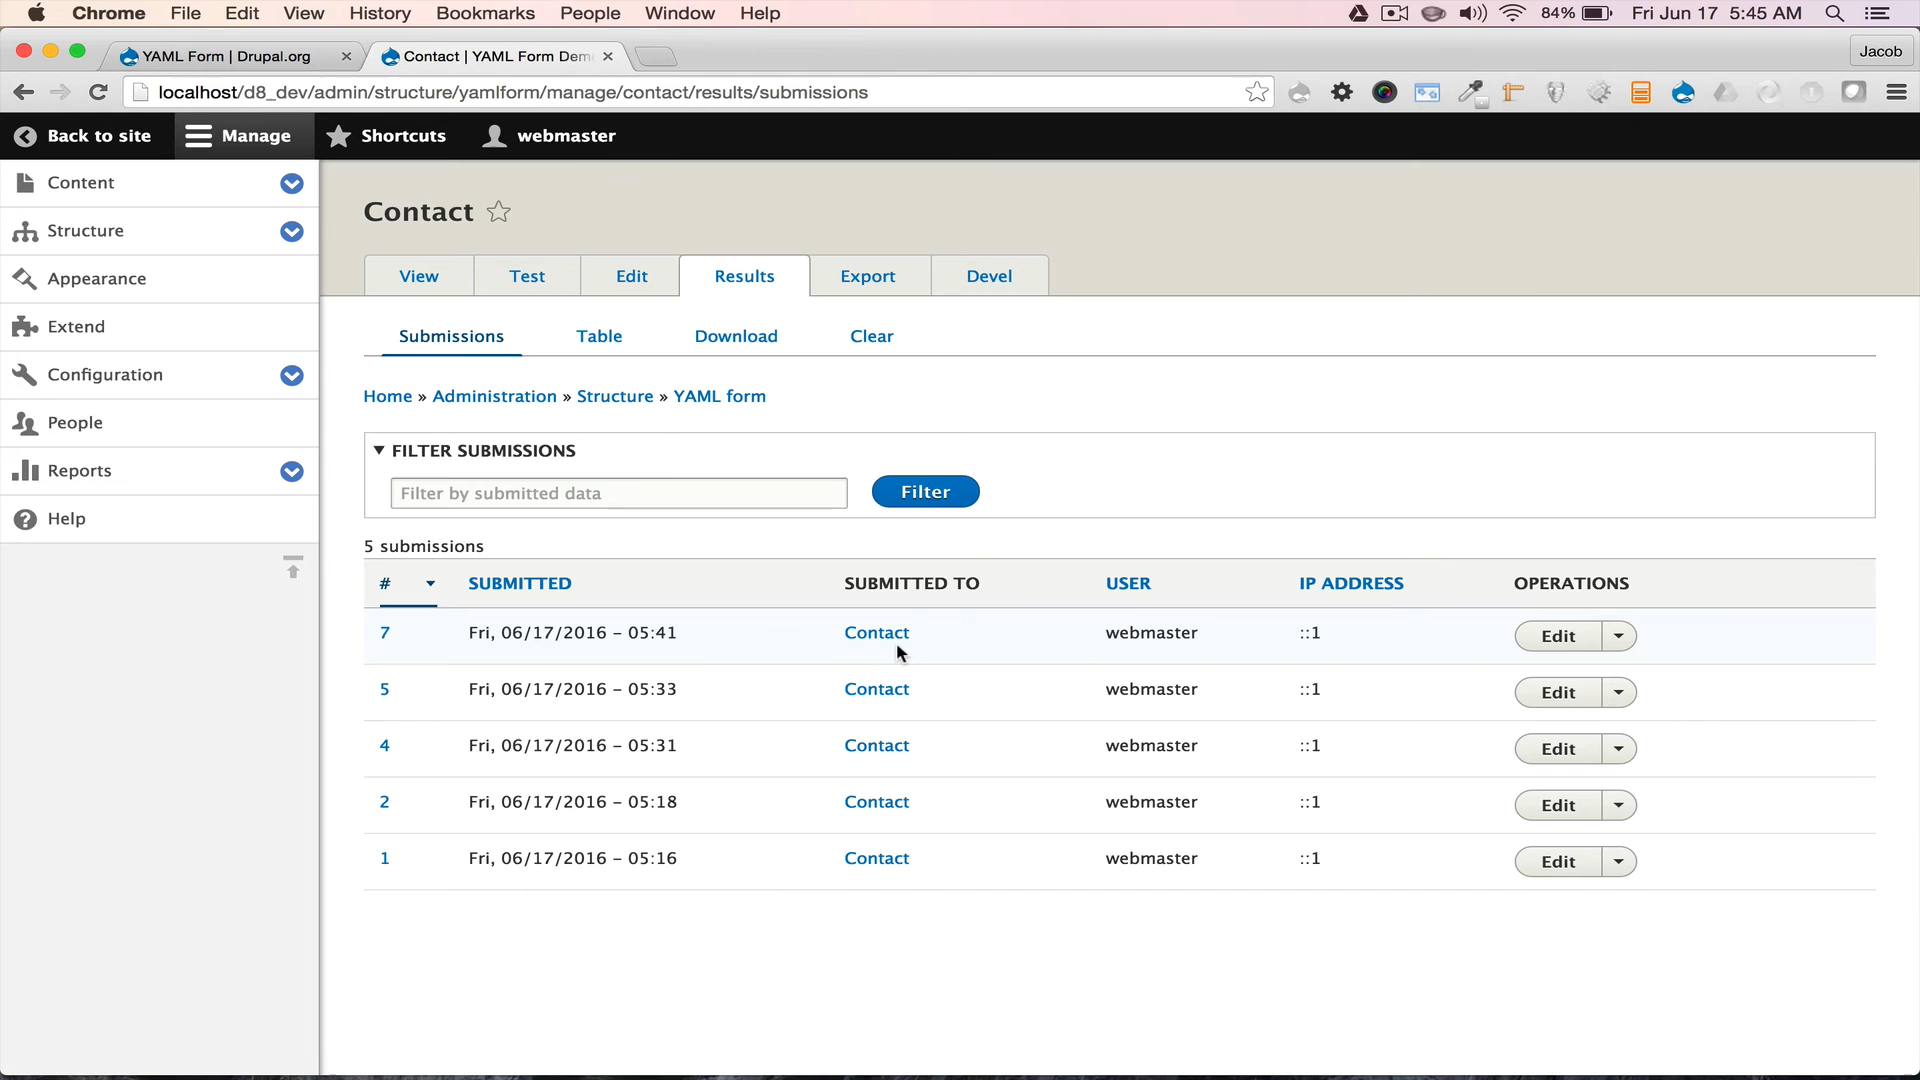 Chrome File Edit View History Bookmarks People Window Help 84% Fri Jun 17 5:45 AM
YAML Form | Drupal.org Contact | YAML Form Dem Jacob
localhost/d8_dev/admin/structure/yamlform/manage/contact/results/submissions
Back to site Manage Shortcuts webmaster
Content
Structure
Appearance
Extend
Configuration
People
Reports
Help
Contact
View Test Edit Results Export Devel
Submissions Table Download Clear
Home » Administration » Structure » YAML form
FILTER SUBMISSIONS
Filter by submitted data Filter
5 submissions
# SUBMITTED SUBMITTED TO USER IP ADDRESS OPERATIONS
7 Fri, 06/17/2016 – 05:41 Contact webmaster ::1 Edit
5 Fri, 06/17/2016 – 05:33 Contact webmaster ::1 Edit
4 Fri, 06/17/2016 – 05:31 Contact webmaster ::1 Edit
2 Fri, 06/17/2016 – 05:18 Contact webmaster ::1 Edit
1 Fri, 06/17/2016 – 05:16 Contact webmaster ::1 Edit